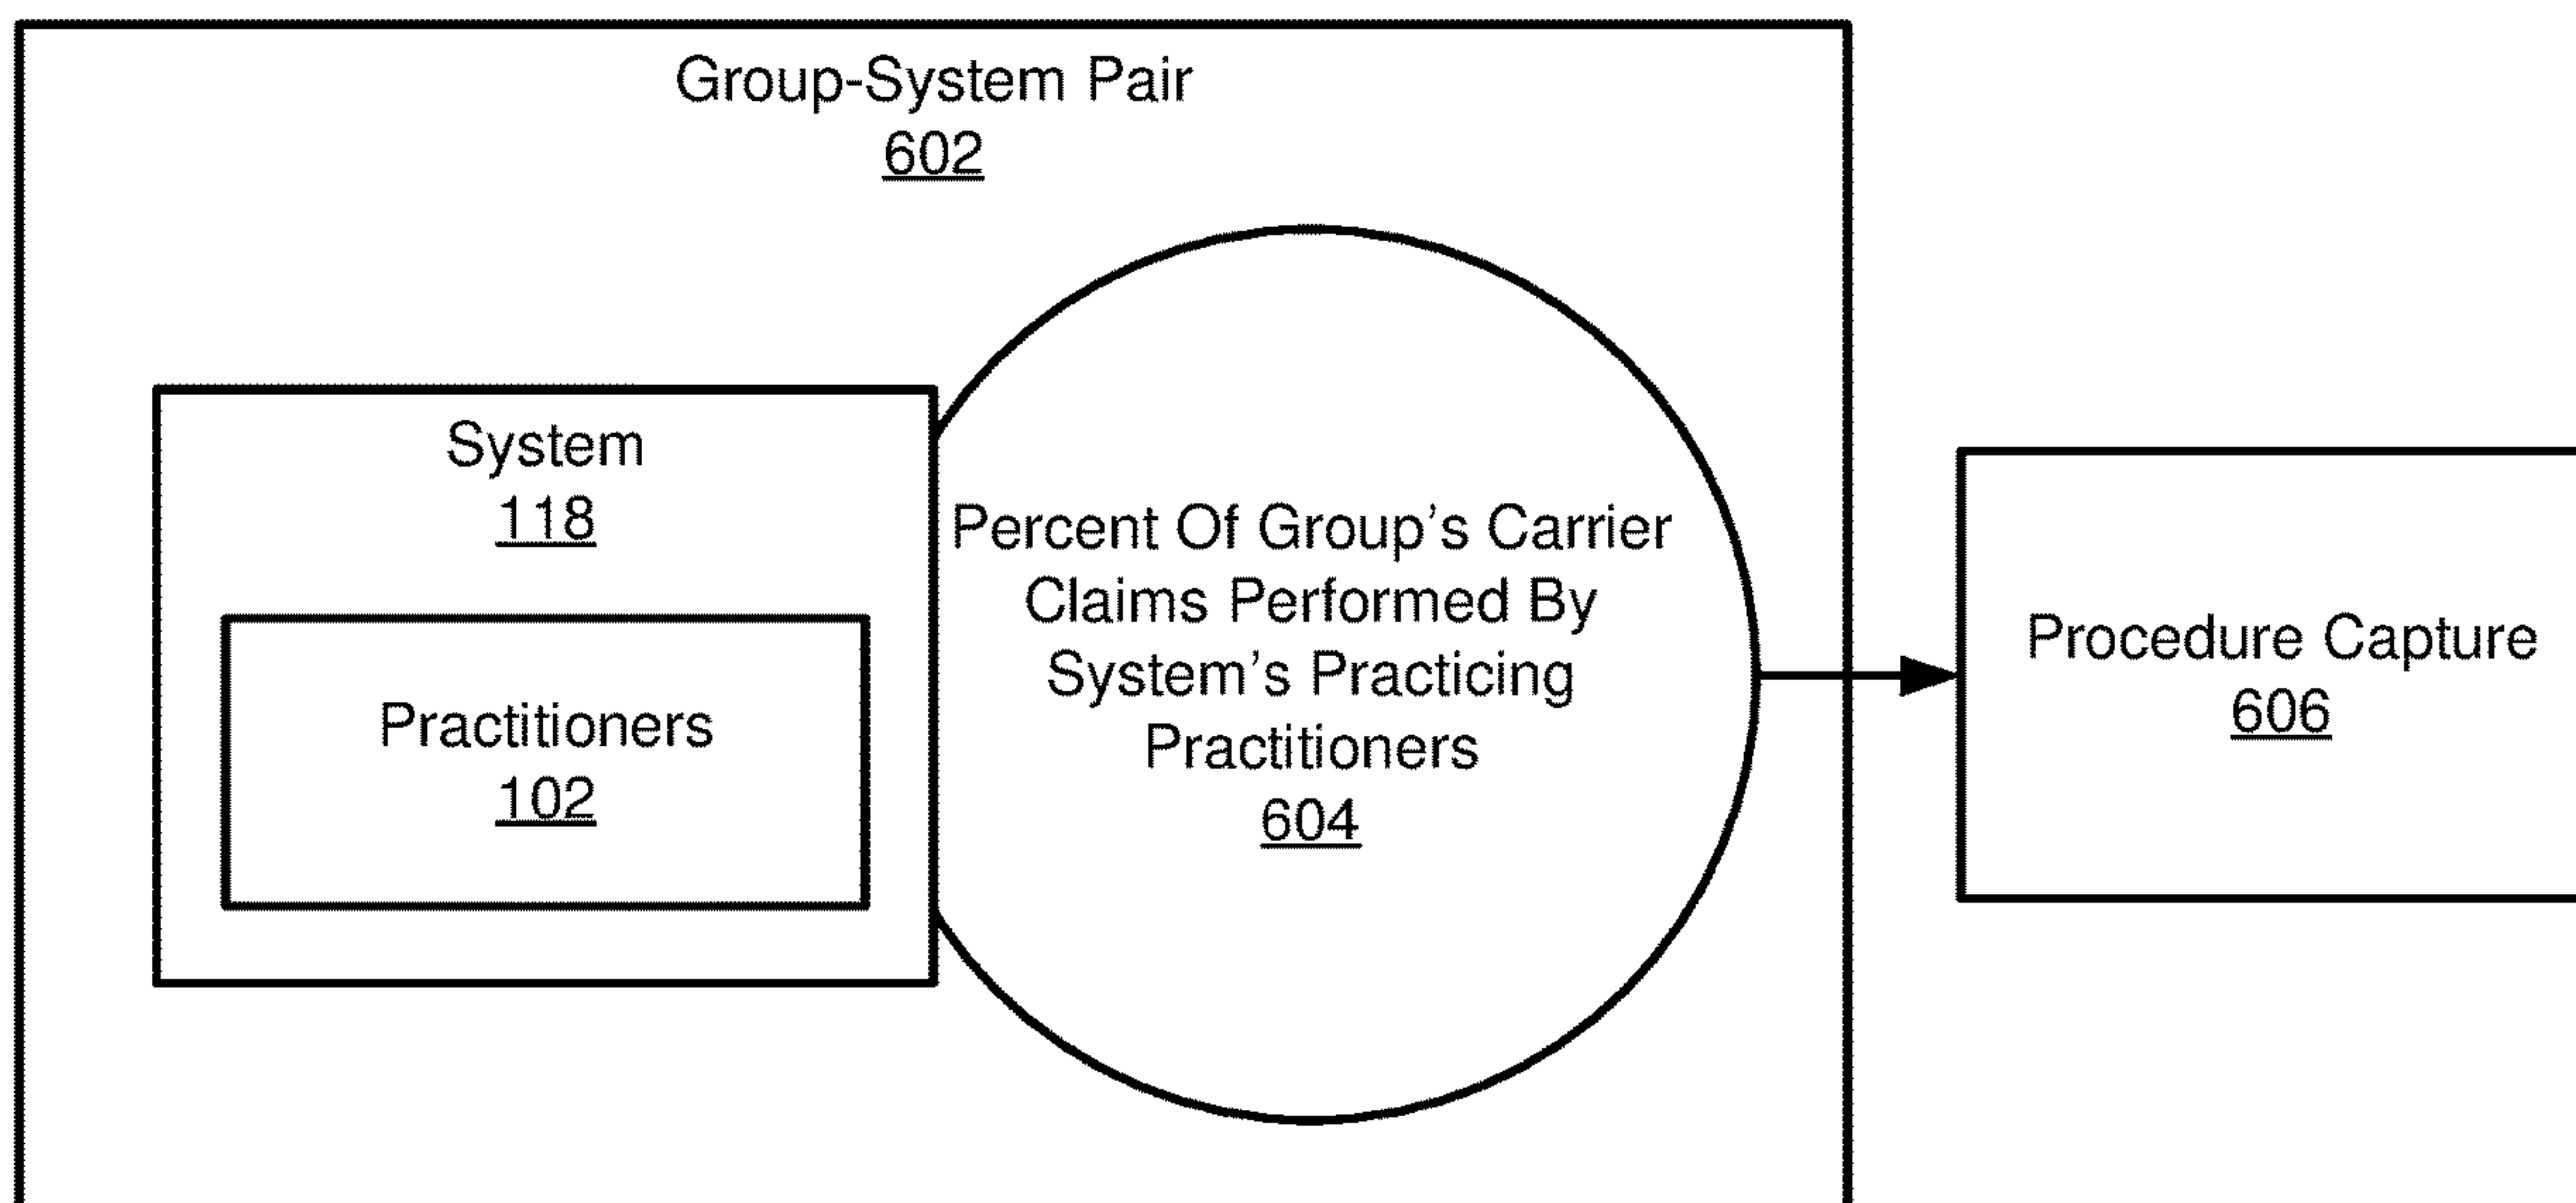 Group-System Pair
602
System
118
Practitioners
102
Percent Of Group's Carrier
Claims Performed By
System's Practicing
Practitioners
604
Procedure Capture
606